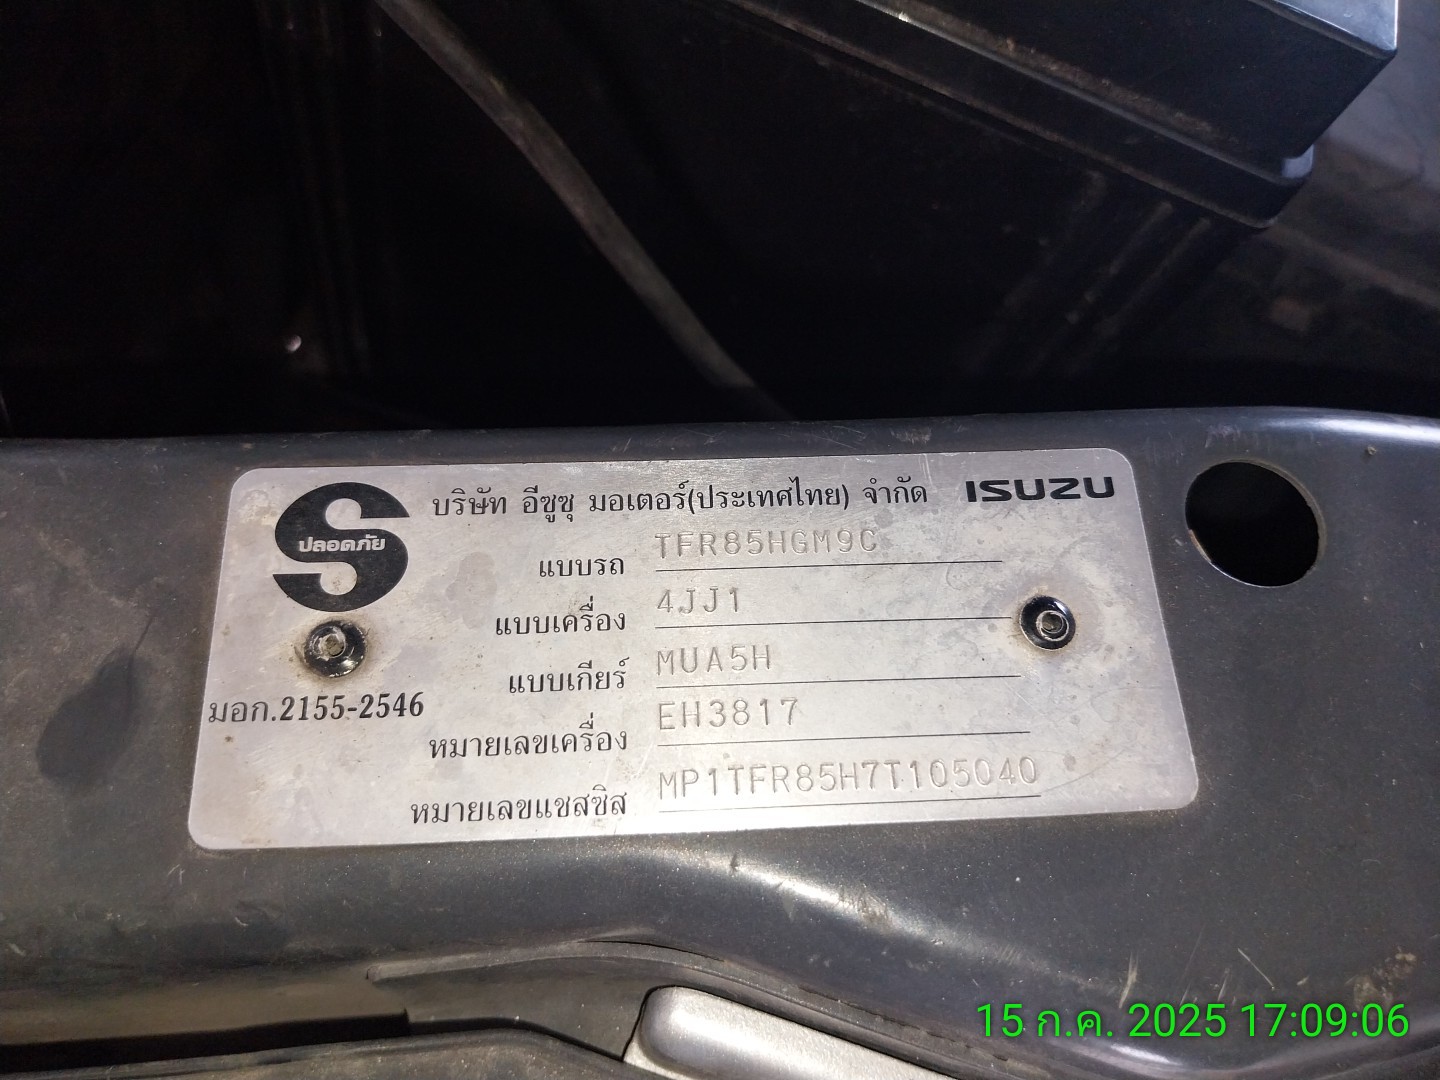 บริษัท อีซูซุ มอเตอร์(ประเทศไทย) จำกัด ISUZU
ปลอดภัย
แบบรถ TFR85HGM9C
แบบเครื่อง 4JJ1
แบบเกียร์ MUA5H
มอก.2155-2546
หมายเลขเครื่อง EH3817
หมายเลขแชสซิส MP1TFR85H7T105040
15 ก.ค. 2025 17:09:06